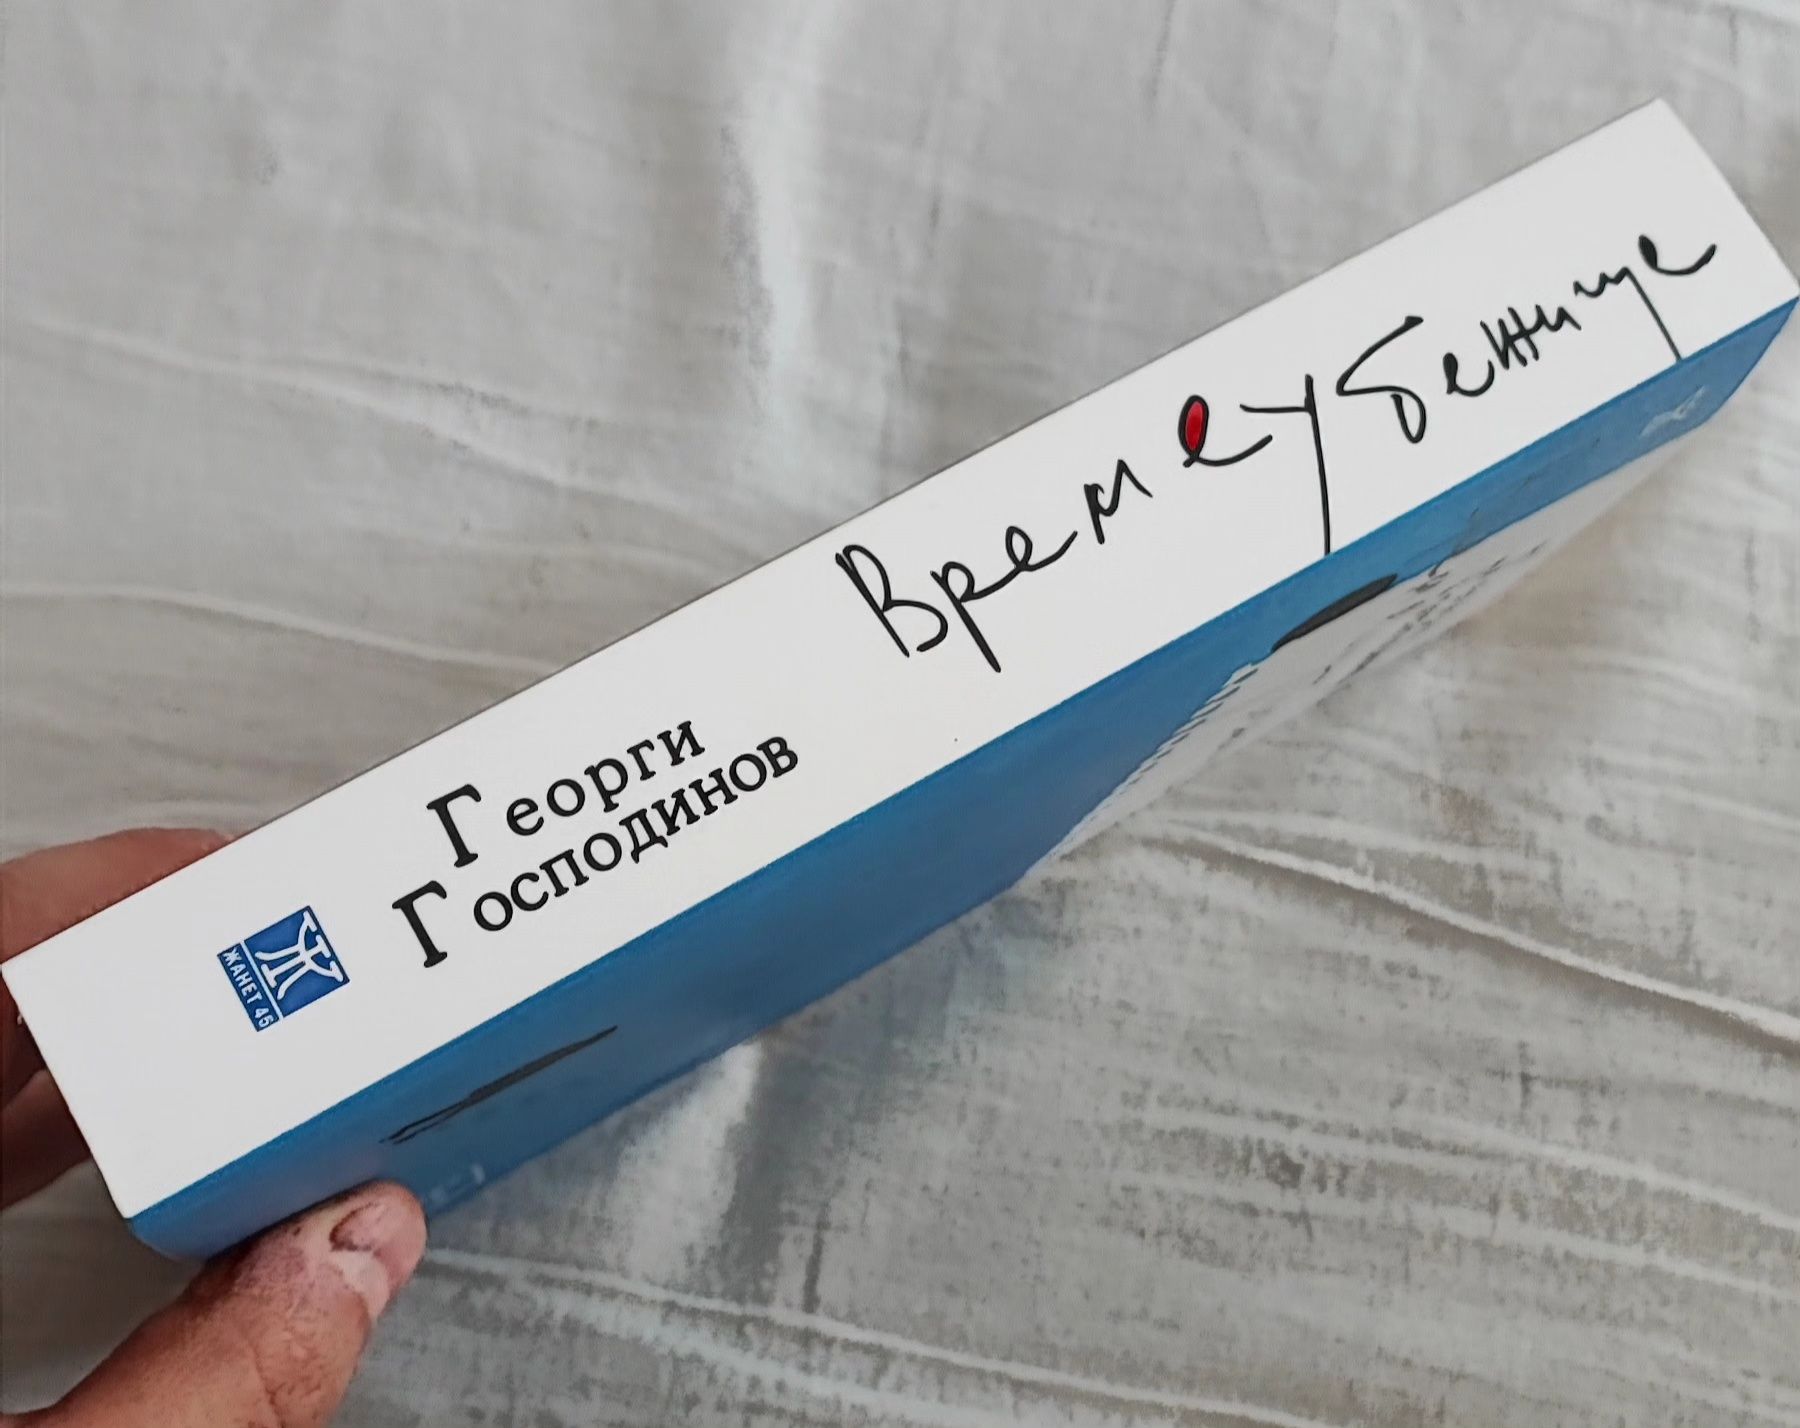 Времеубежище
Георги
Господинов
Ж
ЖАНЕТ 45